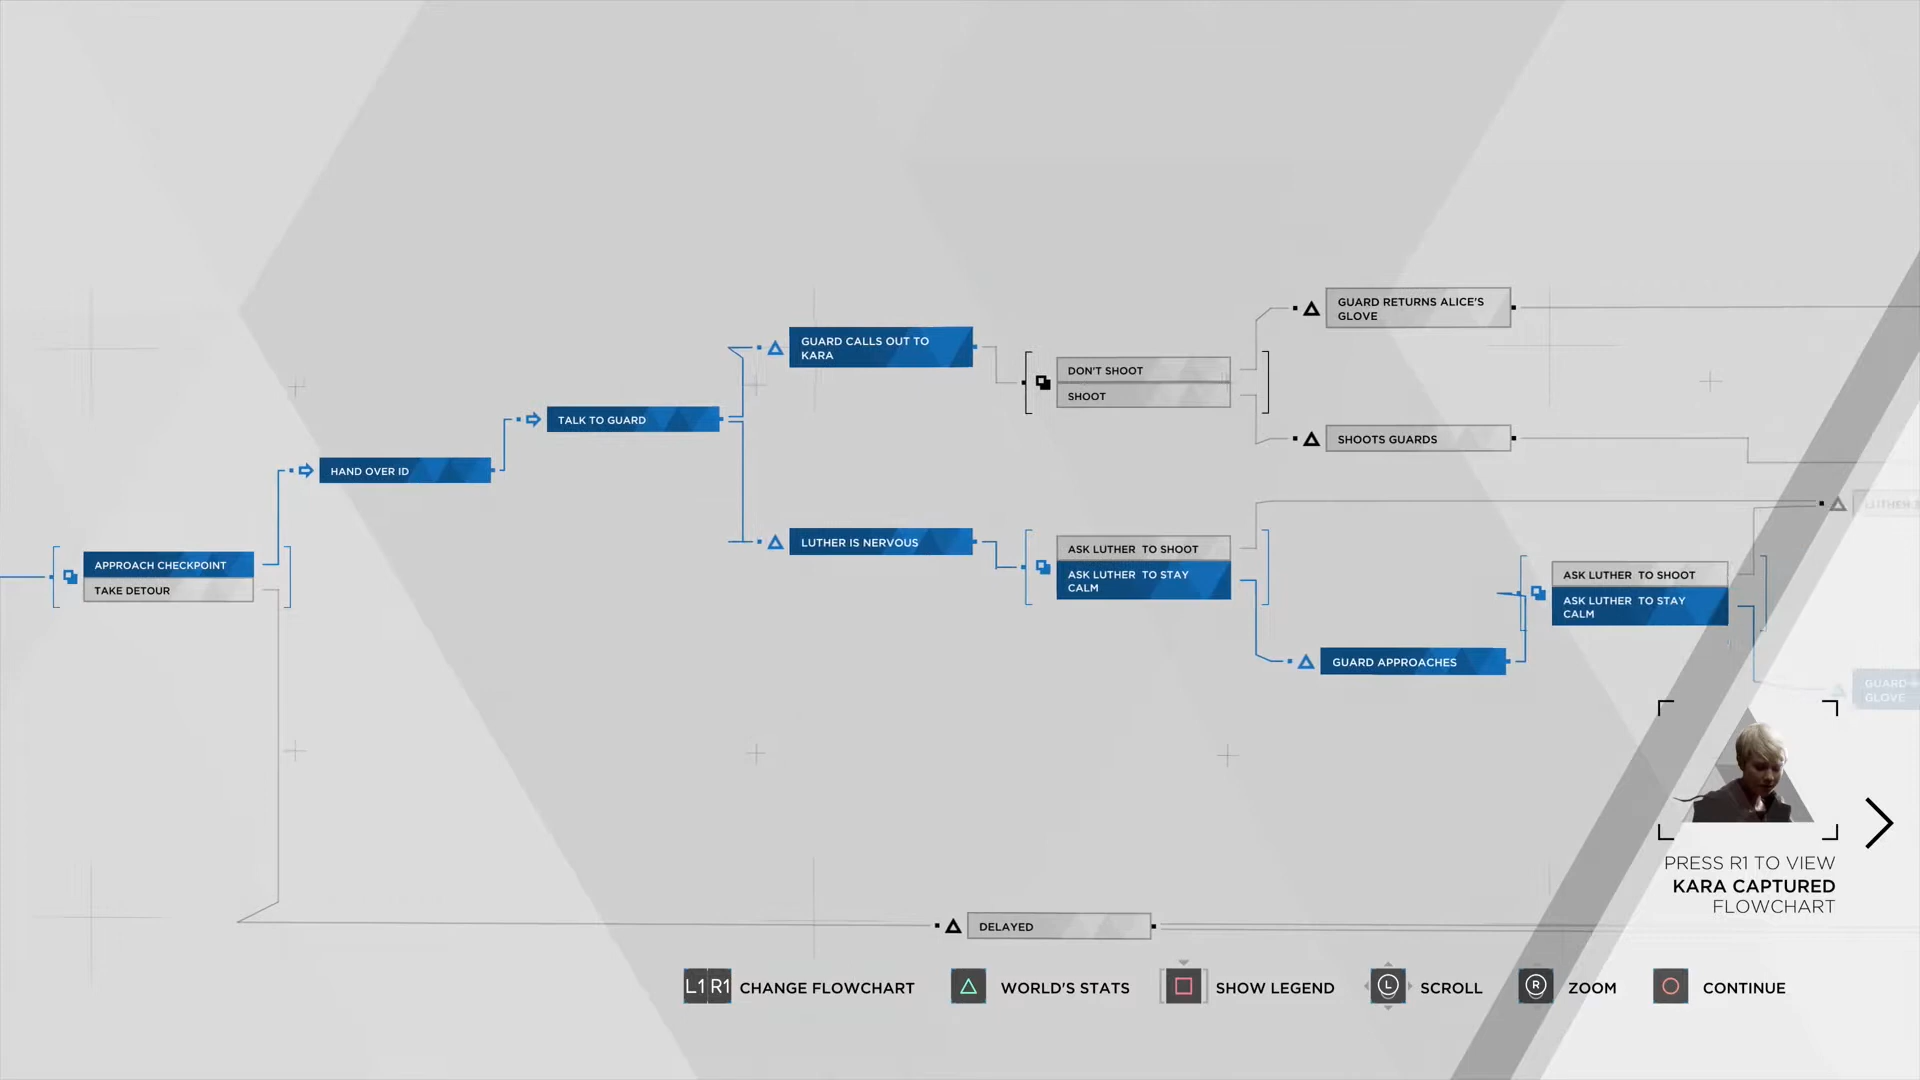 GUARD RETURNS ALICE'S
GLOVE
GUARD CALLS OUT TO
KARA
DON'T SHOOT
SHOOT
TALK TO GUARD
SHOOTS GUARDS
HAND OVER ID
LUTHER
LUTHER IS NERVOUS
ASK LUTHER TO SHOOT
ASK LUTHER TO STAY
CALM
APPROACH CHECKPOINT
TAKE DETOUR
ASK LUTHER TO SHOOT
ASK LUTHER TO STAY
CALM
GUARD APPROACHES
GUARD
GLOVE
PRESS R1 TO VIEW
KARA CAPTURED
FLOWCHART
DELAYED
L1 R1 CHANGE FLOWCHART
WORLD'S STATS
SHOW LEGEND
L SCROLL
R ZOOM
CONTINUE